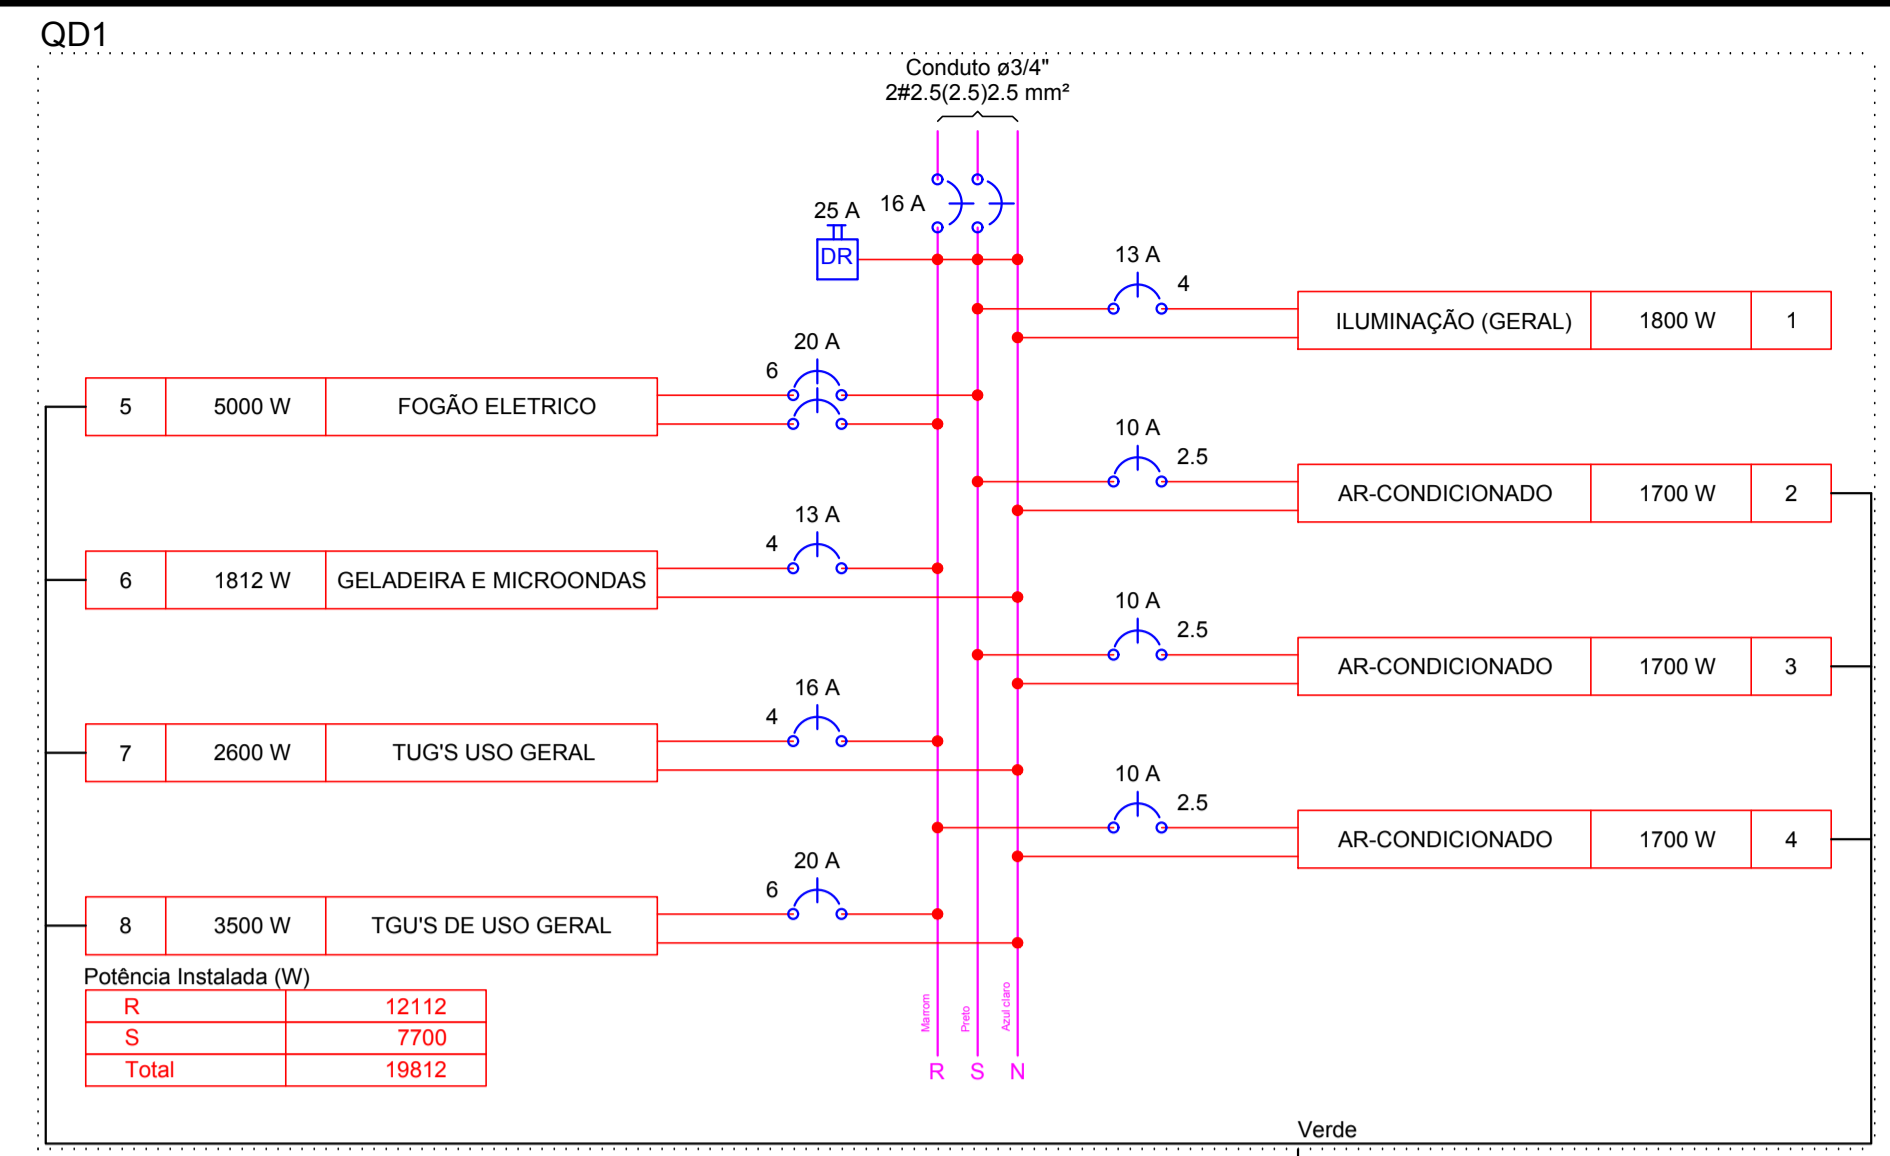 QD1
Conduto ø3/4"
2#2.5(2.5)2.5 mm²
16 A
25 A
DR
13 A
4
ILUMINAÇÃO (GERAL) 1800 W 1
20 A
6
5 5000 W FOGÃO ELETRICO
10 A
2.5
AR-CONDICIONADO 1700 W 2
13 A
4
6 1812 W GELADEIRA E MICROONDAS
10 A
2.5
AR-CONDICIONADO 1700 W 3
16 A
4
7 2600 W TUG'S USO GERAL
10 A
2.5
AR-CONDICIONADO 1700 W 4
20 A
6
8 3500 W TGU'S DE USO GERAL
Potência Instalada (W)
R 12112
S 7700
Total 19812
Marrom
Preto
Azul claro
R S N
Verde